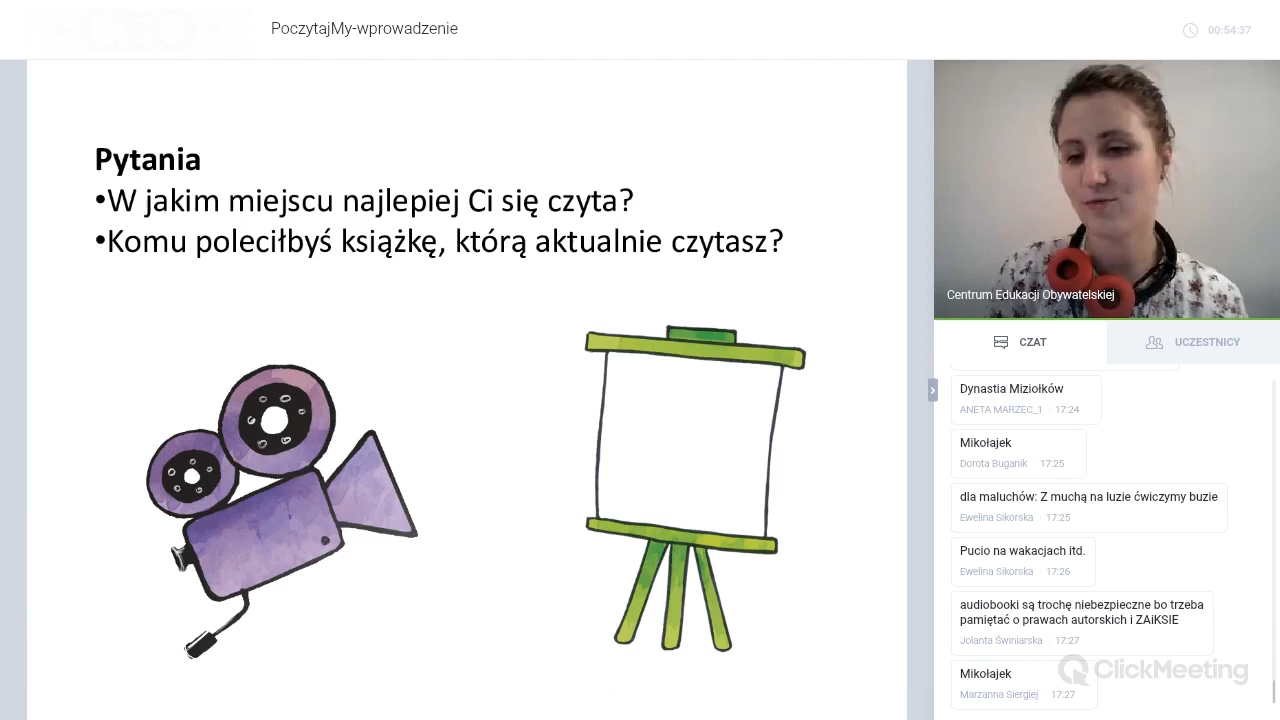 PoczytajMy-wprowadzenie
00:54:37
Pytania
•W jakim miejscu najlepiej Ci się czyta?
•Komu poleciłbyś książkę, którą aktualnie czytasz?
Centrum Edukacji Obywatelskiej
CZAT
UCZESTNICY
Dynastia Miziołków
ANETA MARZEC_1 · 17:24
Mikołajek
Dorota Buganik · 17:25
dla maluchów: Z muchą na luzie ćwiczymy buzie
Ewelina Sikorska · 17:25
Pucio na wakacjach itd.
Ewelina Sikorska · 17:26
audiobooki są trochę niebezpieczne bo trzeba
pamiętać o prawach autorskich i ZAiKSIE
Jolanta Świniarska · 17:27
Mikołajek
Marzanna Siergiej · 17:27
ClickMeeting